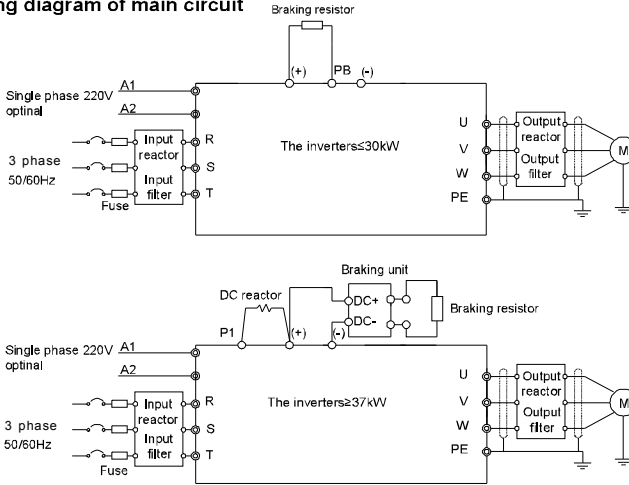 ng diagram of main circuit
Braking resistor
(+) PB (-)
Single phase 220V
optinal
A1
A2
3 phase
50/60Hz
Fuse
Input
reactor
Input
filter
R
S
T
The inverters≤30kW
U
V
W
PE
Output
reactor
Output
filter
M
Braking unit
DC reactor
DC+
DC-
Braking resistor
P1 (+) (-)
Single phase 220V
optinal
A1
A2
3 phase
50/60Hz
Fuse
Input
reactor
Input
filter
R
S
T
The inverters≥37kW
U
V
W
PE
Output
reactor
Output
filter
M